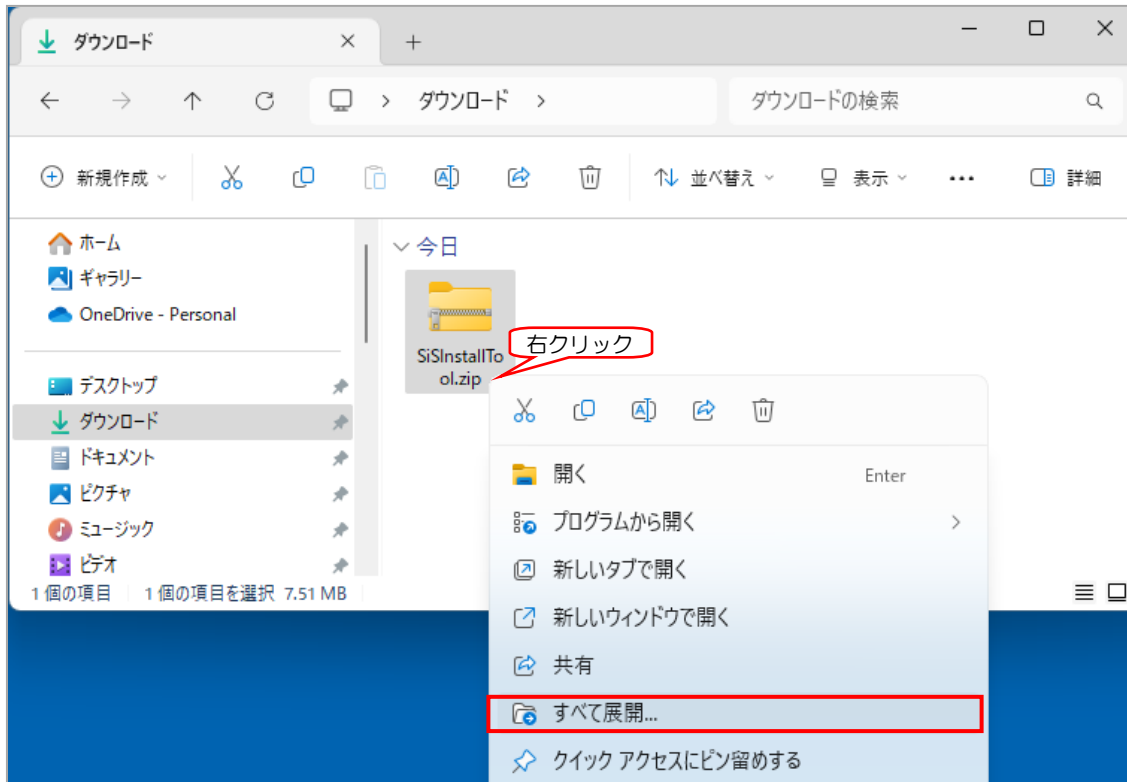 ダウンロード
ダウンロード
ダウンロードの検索
新規作成
並べ替え
表示
詳細
ホーム
ギャラリー
OneDrive - Personal
デスクトップ
ダウンロード
ドキュメント
ピクチャ
ミュージック
ビデオ
今日
SiSInstallTo
ol.zip
右クリック
開く Enter
プログラムから開く
新しいタブで開く
新しいウィンドウで開く
共有
すべて展開...
クイック アクセスにピン留めする
1 個の項目 1 個の項目を選択 7.51 MB